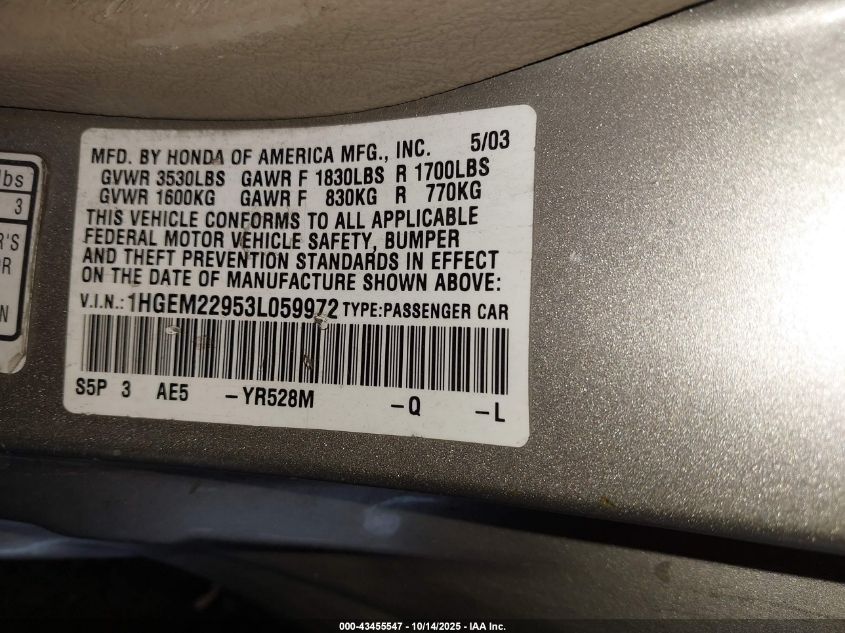 MFD. BY HONDA OF AMERICA MFG., INC. 5/03
GVWR 3530LBS GAWR F 1830LBS R 1700LBS
GVWR 1600KG GAWR F 830KG R 770KG
THIS VEHICLE CONFORMS TO ALL APPLICABLE
FEDERAL MOTOR VEHICLE SAFETY, BUMPER
AND THEFT PREVENTION STANDARDS IN EFFECT
ON THE DATE OF MANUFACTURE SHOWN ABOVE:
V.I.N.: 1HGEM22953L059972 TYPE:PASSENGER CAR
S5P 3 AE5 -YR528M -Q -L
lbs
3
R'S
OR
N
000-43455547 - 10/14/2025 - IAA Inc.